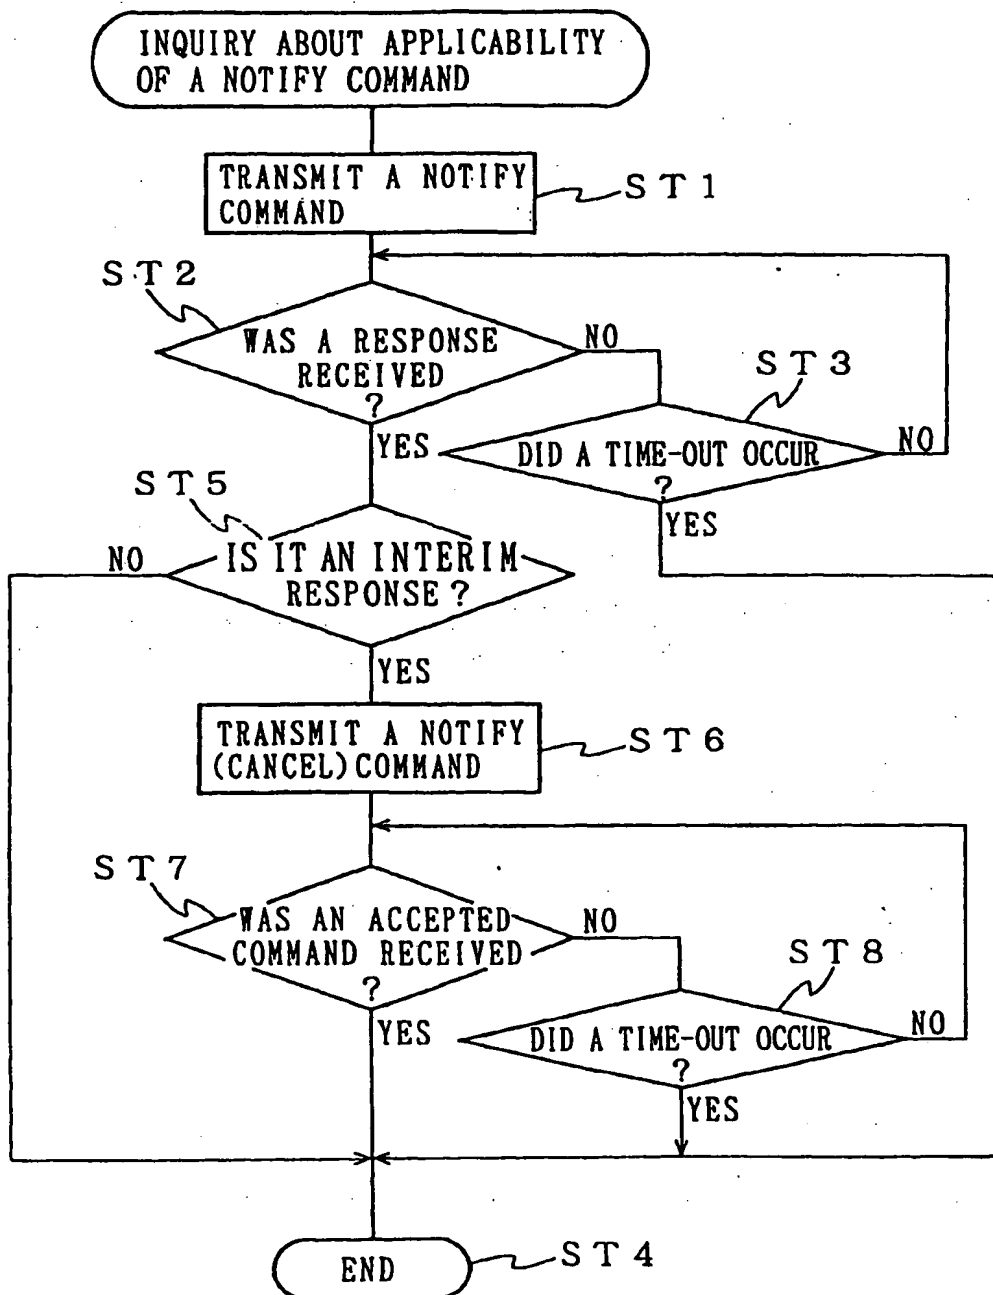 INQUIRY ABOUT APPLICABILITY
OF A NOTIFY COMMAND
TRANSMIT A NOTIFY
COMMAND
ST1
ST2
WAS A RESPONSE
RECEIVED
?
NO
YES
ST3
DID A TIME-OUT OCCUR
?
NO
YES
ST5
IS IT AN INTERIM
RESPONSE?
NO
YES
TRANSMIT A NOTIFY
(CANCEL) COMMAND
ST6
ST7
WAS AN ACCEPTED
COMMAND RECEIVED
?
NO
YES
ST8
DID A TIME-OUT OCCUR
?
NO
YES
END
ST4